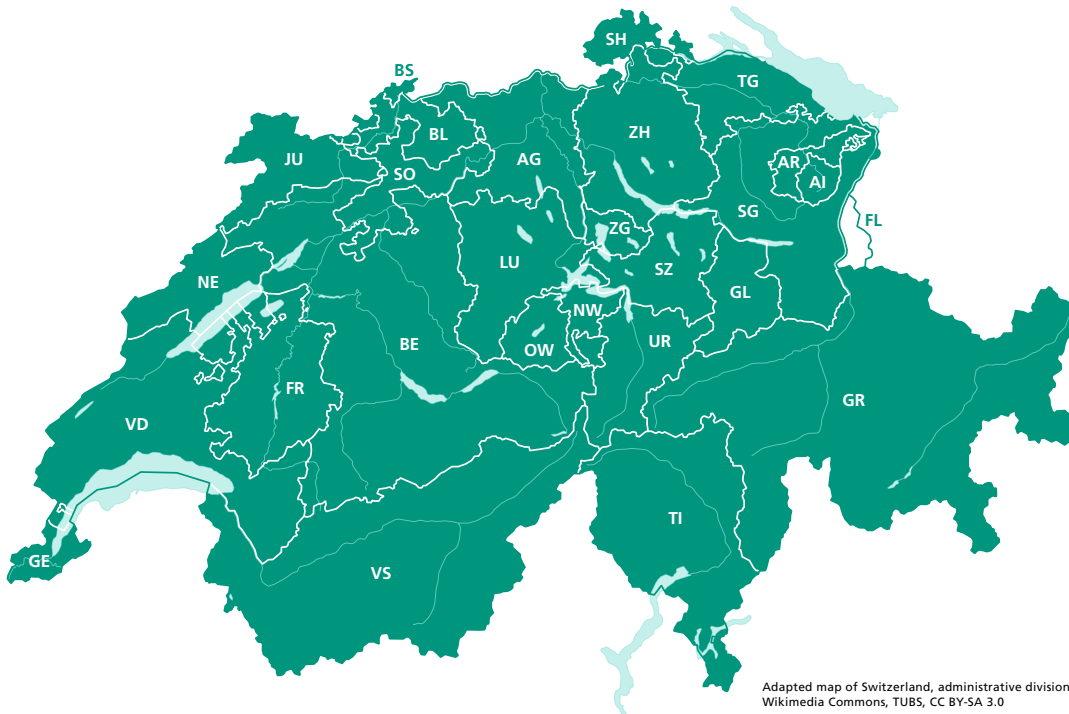 SH
BS
TG
BL
ZH
JU
AG
AR
SO
AI
SG
FL
ZG
LU
SZ
NE
GL
NW
UR
BE
OW
FR
GR
VD
TI
GE
VS
Adapted map of Switzerland, administrative division
Wikimedia Commons, TUBS, CC BY-SA 3.0